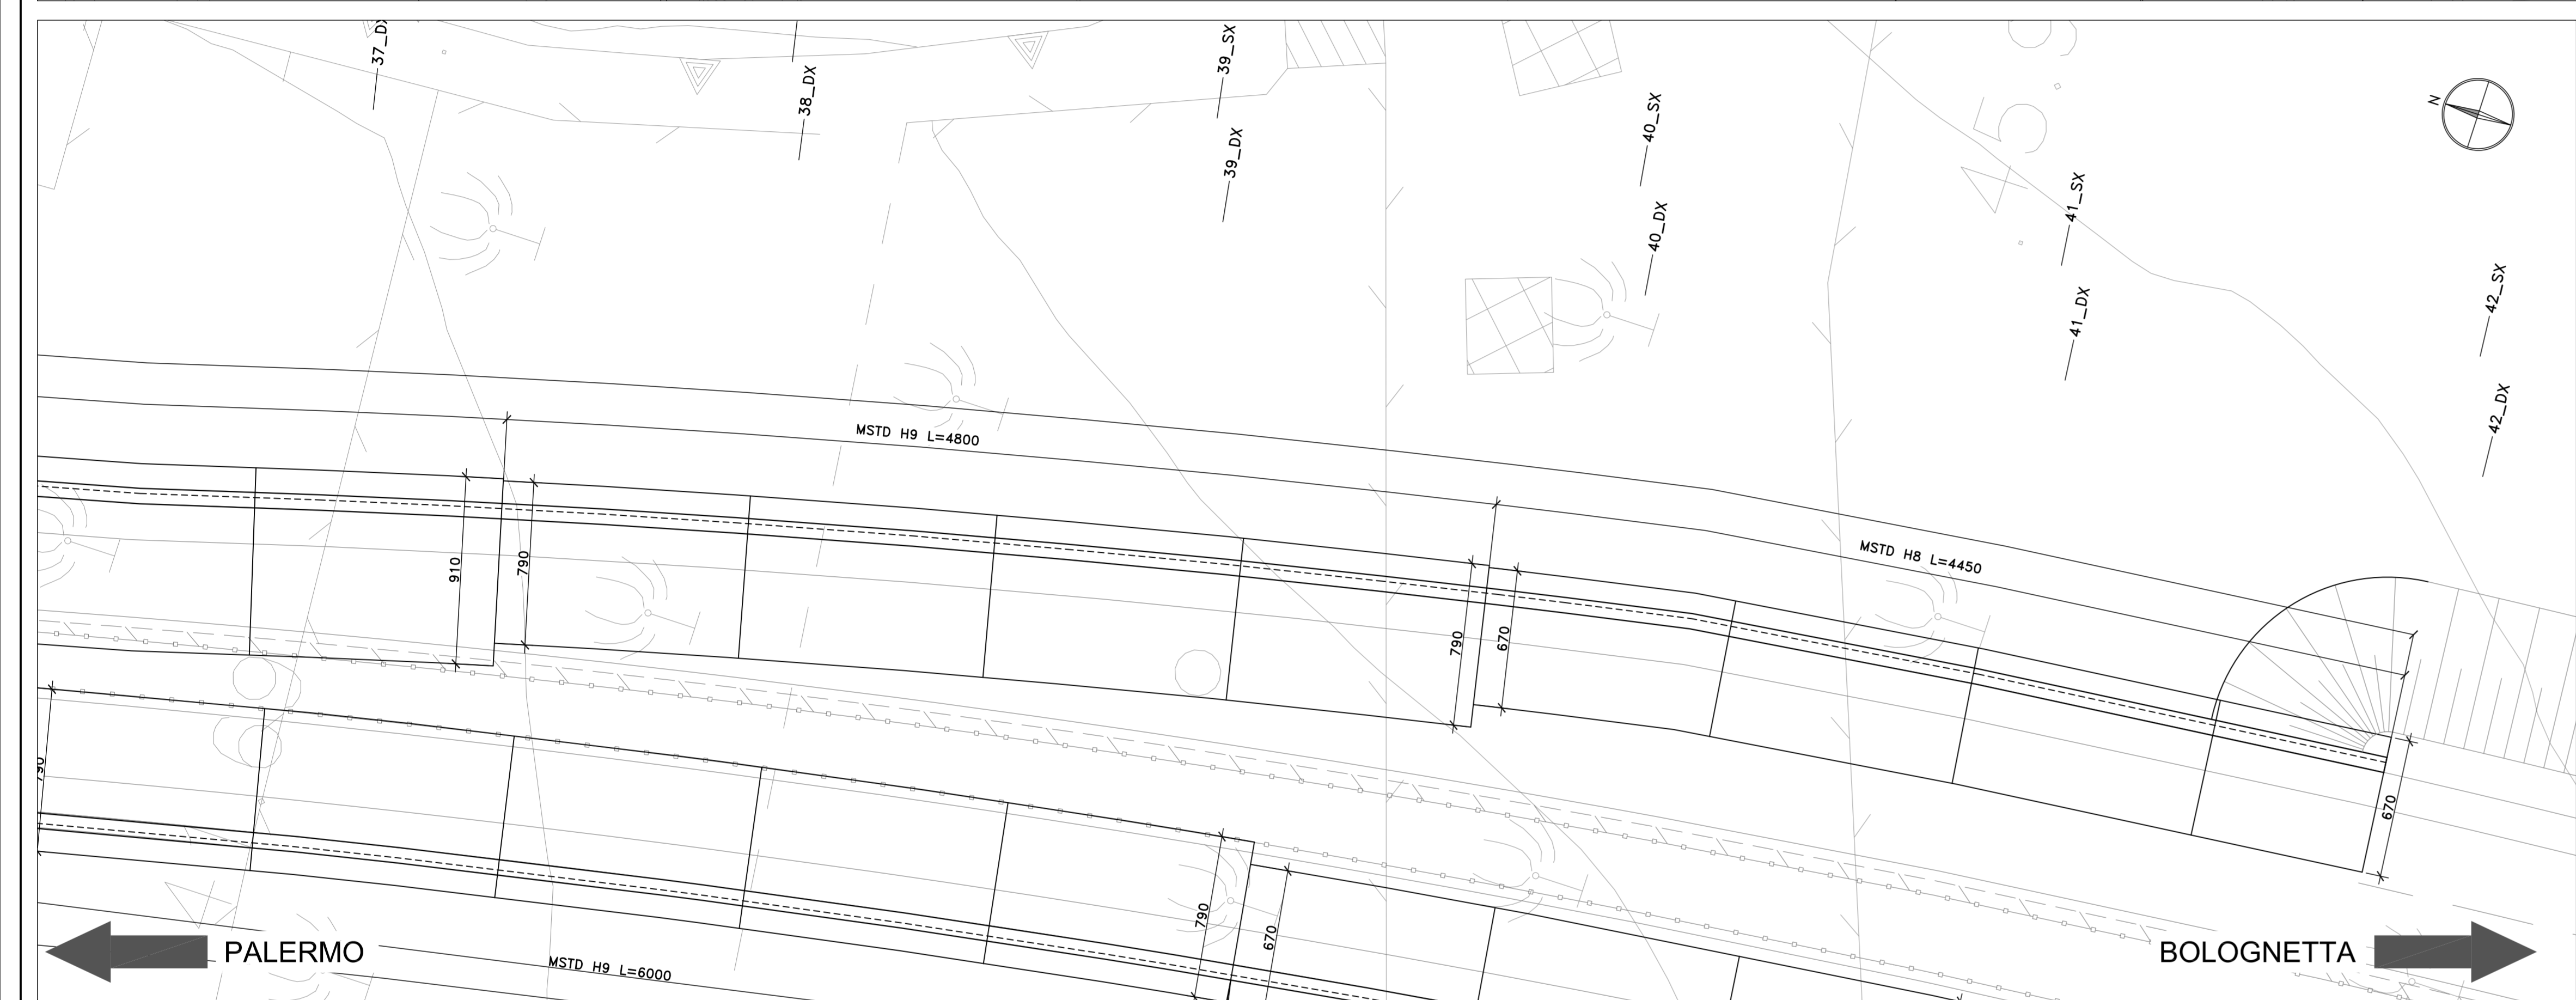 37_DX
38_DX
39_SX
39_DX
40_SX
40_DX
41_SX
41_DX
42_SX
42_DX
N
MSTD H9 L=4800
MSTD H8 L=4450
910
790
790
670
670
790
670
PALERMO
MSTD H9 L=6000
BOLOGNETTA